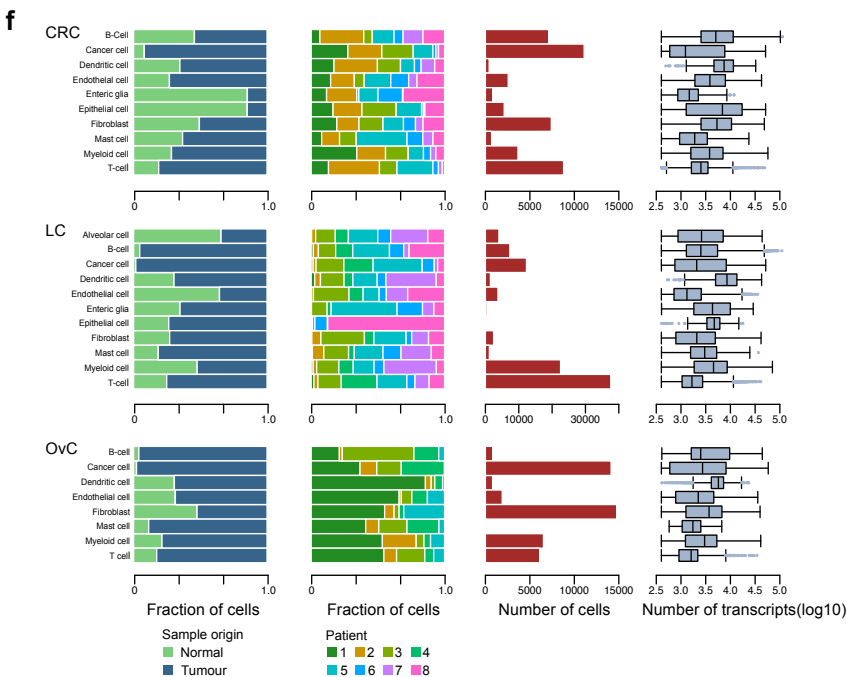 f
CRC
B-Cell
Cancer cell
Dendritic cell
Endothelial cell
Enteric glia
Epithelial cell
Fibroblast
Mast cell
Myeloid cell
T-cell
0 1.0 0 1.0 0 5000 10000 15000 2.5 3.0 3.5 4.0 4.5 5.0
LC
Alveolar cell
B-cell
Cancer cell
Dendritic cell
Endothelial cell
Enteric glia
Epithelial cell
Fibroblast
Mast cell
Myeloid cell
T-cell
0 1.0 0 1.0 0 10000 30000 2.5 3.0 3.5 4.0 4.5 5.0
OvC
B-cell
Cancer cell
Dendritic cell
Endothelial cell
Fibroblast
Mast cell
Myeloid cell
T cell
0 1.0 0 1.0 0 5000 10000 15000 2.5 3.0 3.5 4.0 4.5 5.0
Fraction of cells Fraction of cells Number of cells Number of transcripts(log10)
Sample origin Patient
Normal 1 2 3 4
Tumour 5 6 7 8